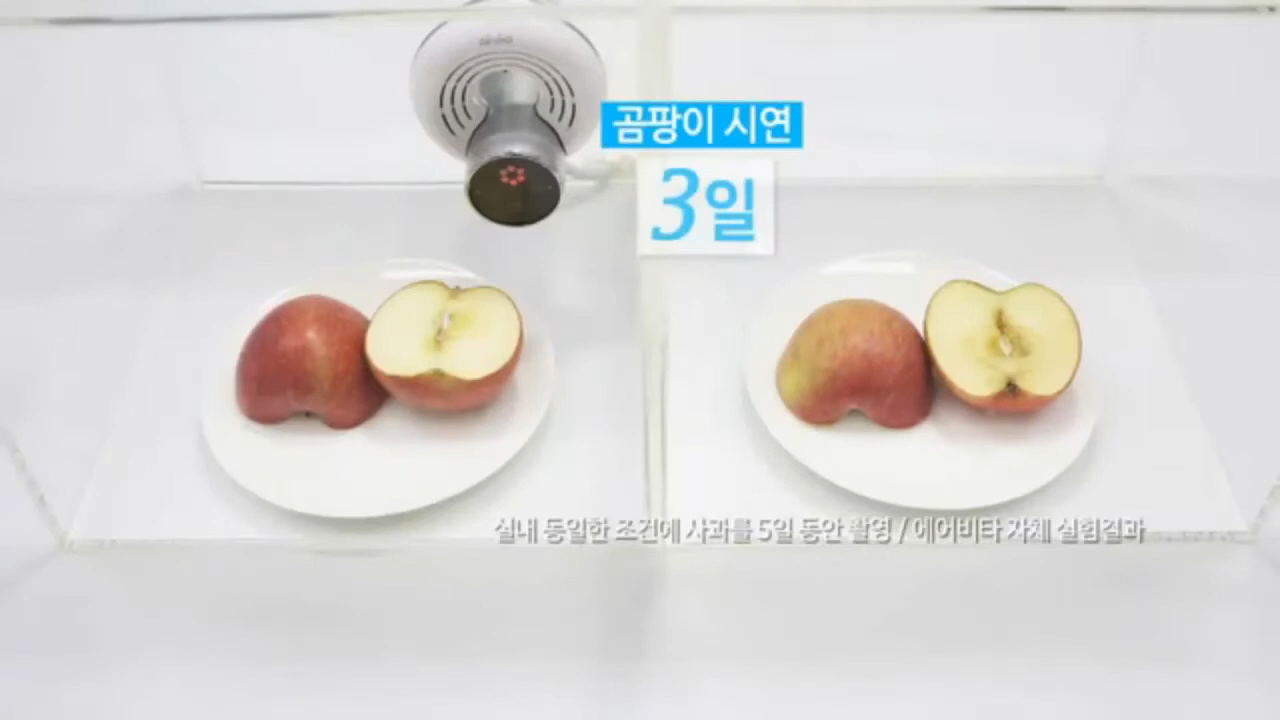 곰팡이 시연
3일
실내 동일한 조건에 사과를 5일 동안 촬영 / 에어비타 자체 실험결과